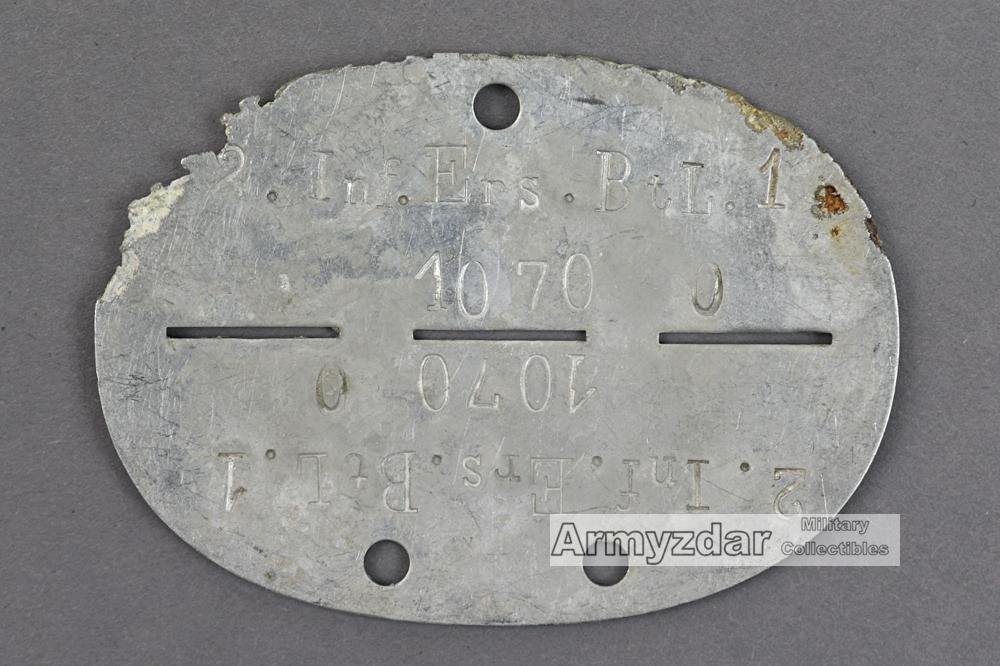 2. Inf. Ers. BtL. 1
1070 0
1070 0
2. Inf. Ers. BtL. 1
Armyzdar Military Collectibles